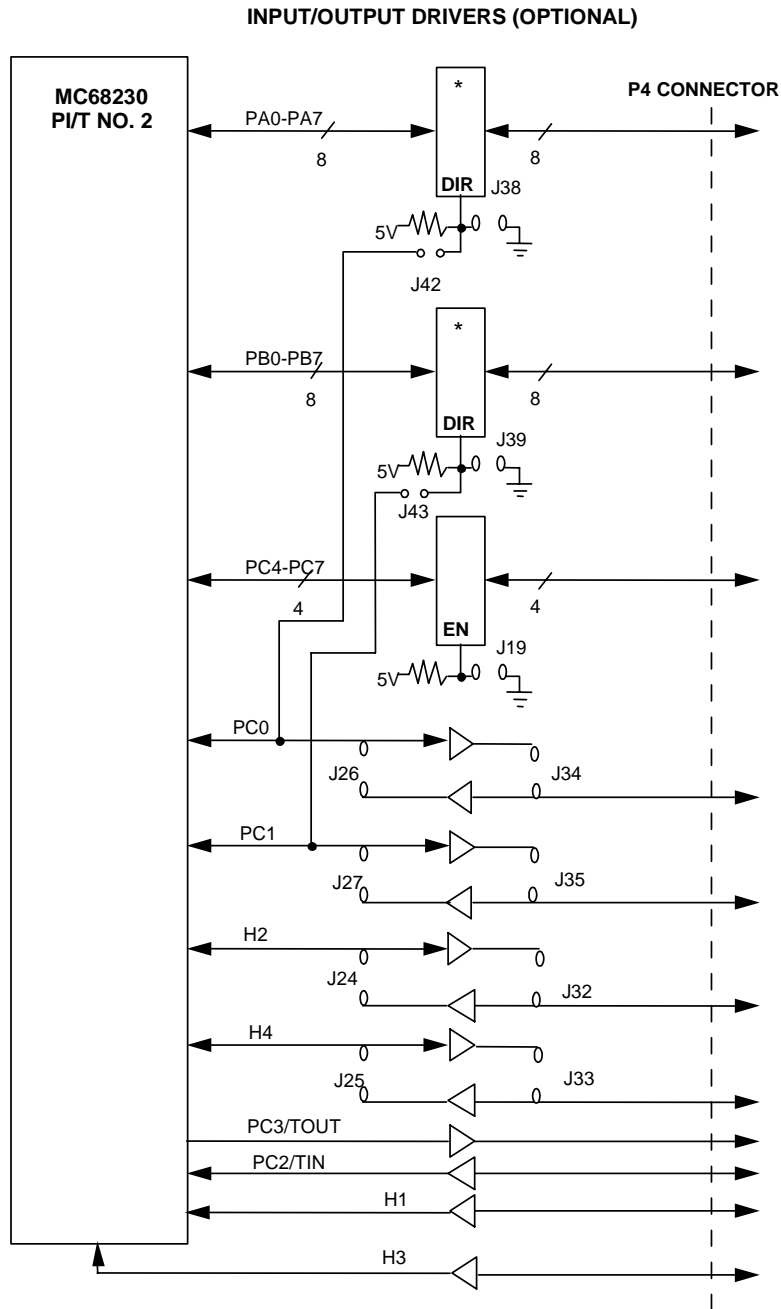 INPUT/OUTPUT DRIVERS (OPTIONAL)
MC68230
PI/T NO. 2
P4 CONNECTOR
PA0-PA7
*
8
8
DIR
J38
5V
J42
PB0-PB7
*
8
8
DIR
J39
5V
J43
PC4-PC7
4
4
EN
J19
5V
PC0
J26
J34
PC1
J27
J35
H2
J24
J32
H4
J25
J33
PC3/TOUT
PC2/TIN
H1
H3